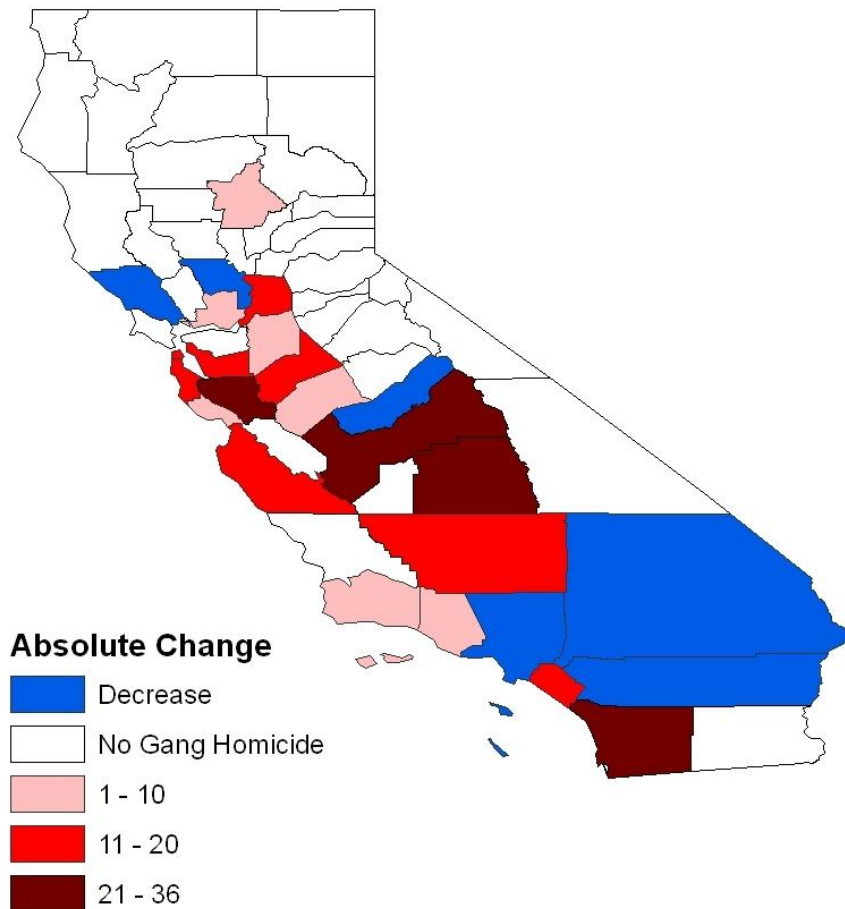 Absolute Change
Decrease
No Gang Homicide
1 - 10
11 - 20
21 - 36